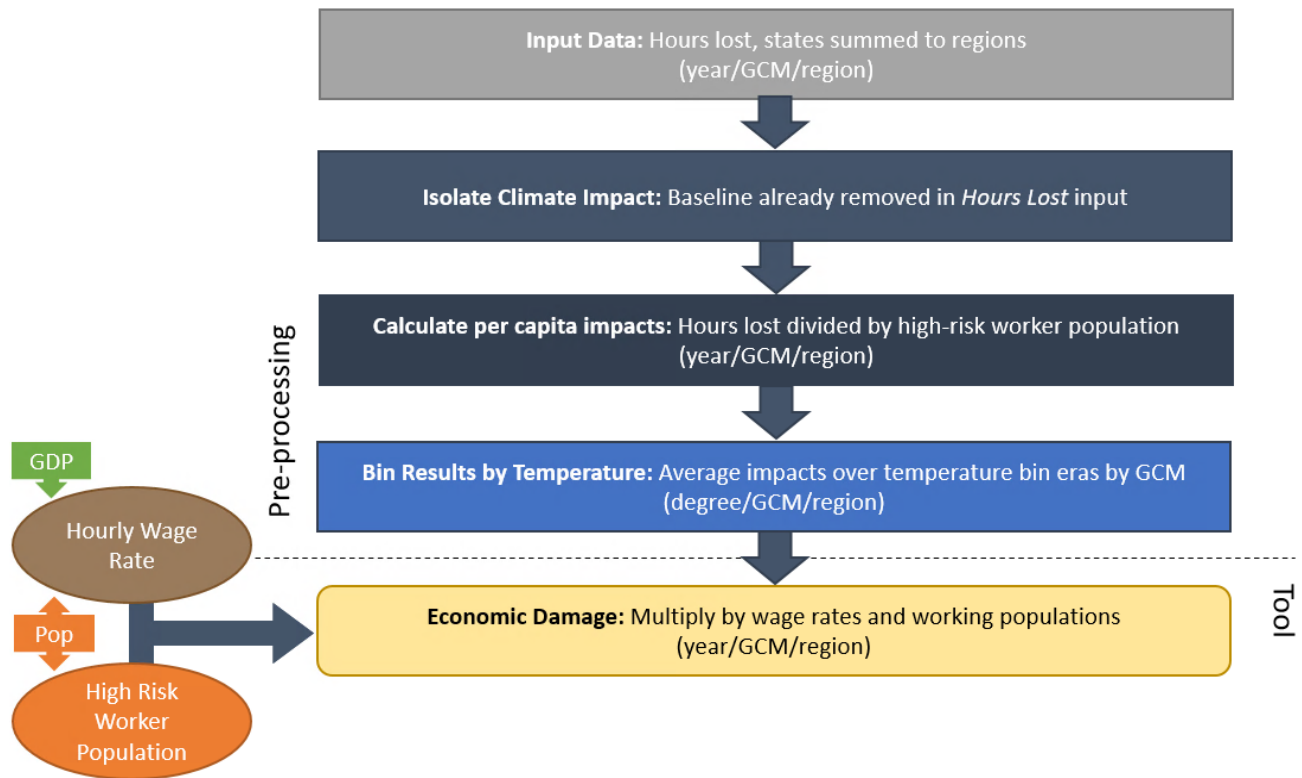 Input Data: Hours lost, states summed to regions
(year/GCM/region)
Isolate Climate Impact: Baseline already removed in Hours Lost input
Calculate per capita impacts: Hours lost divided by high-risk worker population
(year/GCM/region)
Pre-processing
Bin Results by Temperature: Average impacts over temperature bin eras by GCM
(degree/GCM/region)
GDP
Hourly Wage
Rate
Economic Damage: Multiply by wage rates and working populations
(year/GCM/region)
Tool
Pop
High Risk
Worker
Population